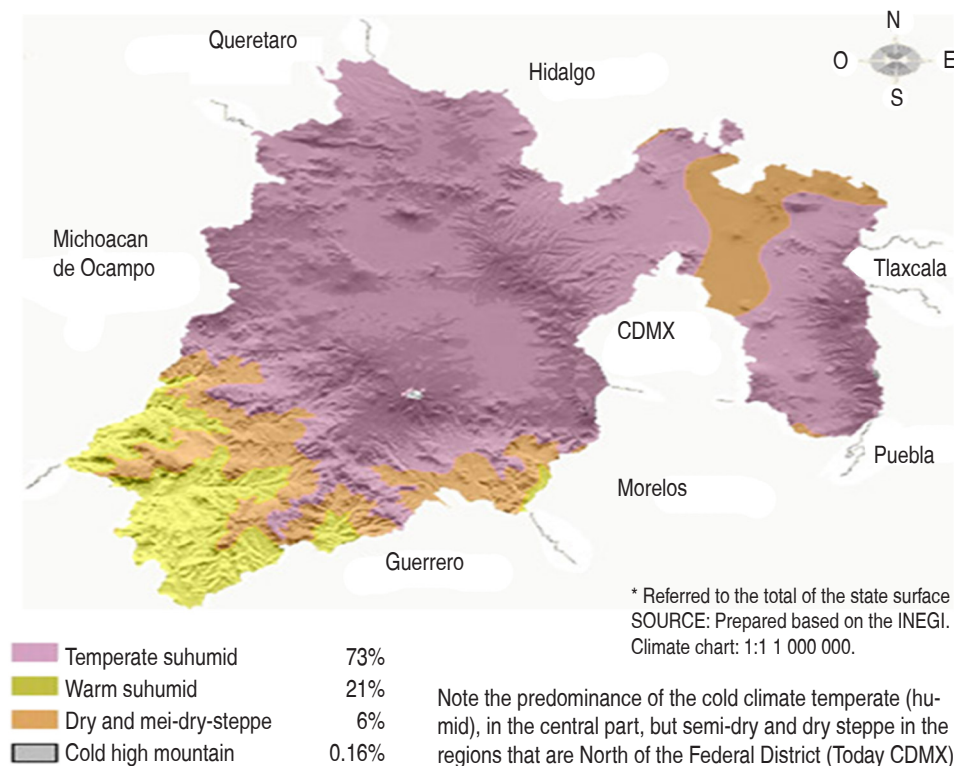 Queretaro
Hidalgo
N
O
E
S
Michoacan
de Ocampo
Tlaxcala
CDMX
Puebla
Morelos
Guerrero
* Referred to the total of the state surface
SOURCE: Prepared based on the INEGI.
Climate chart: 1:1 1 000 000.
Temperate suhumid 73%
Warm suhumid 21%
Dry and mei-dry-steppe 6%
Cold high mountain 0.16%
Note the predominance of the cold climate temperate (hu-
mid), in the central part, but semi-dry and dry steppe in the
regions that are North of the Federal District (Today CDMX)